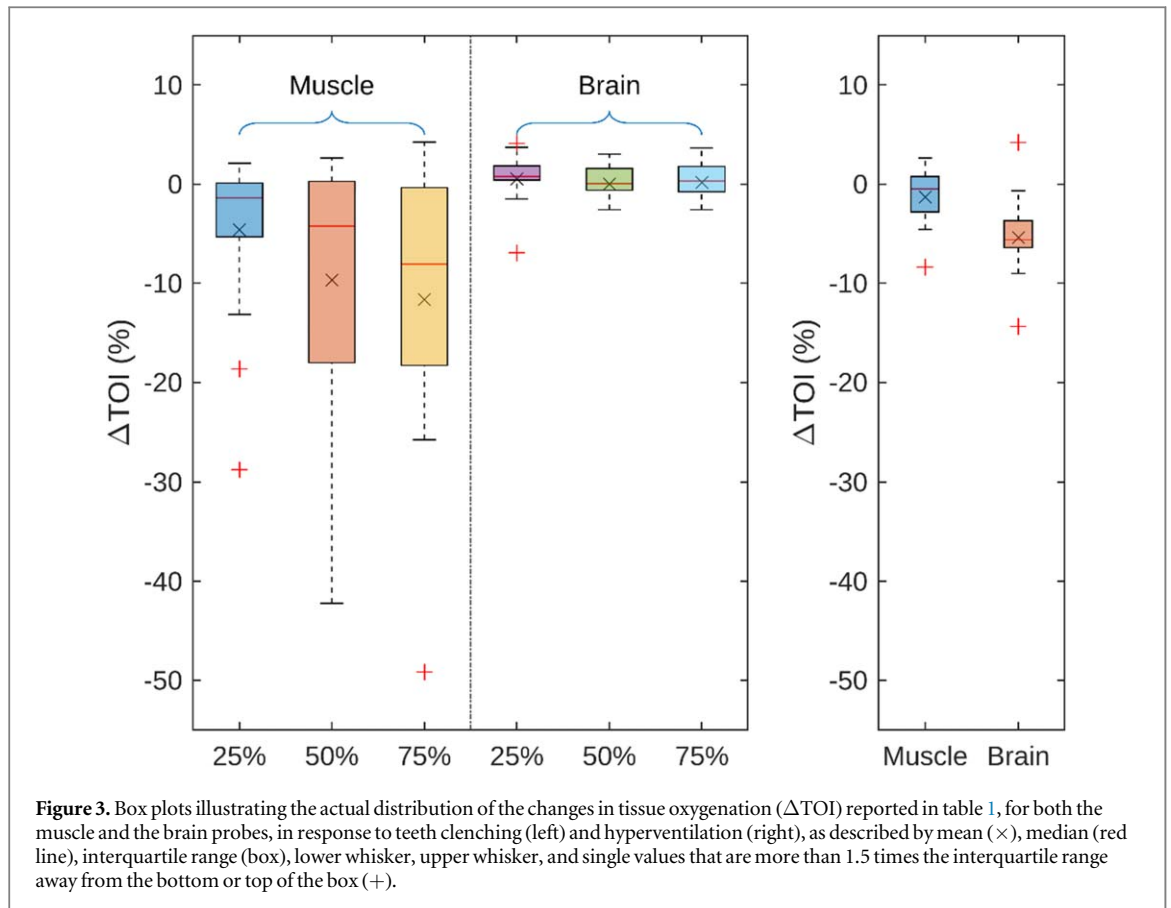 Muscle
Brain
10
0
-10
-20
-30
-40
-50
ΔTOI (%)
25% 50% 75% 25% 50% 75%
10
0
-10
-20
-30
-40
-50
ΔTOI (%)
Muscle Brain
Figure 3. Box plots illustrating the actual distribution of the changes in tissue oxygenation (ΔTOI) reported in table 1, for both the
muscle and the brain probes, in response to teeth clenching (left) and hyperventilation (right), as described by mean (×), median (red
line), interquartile range (box), lower whisker, upper whisker, and single values that are more than 1.5 times the interquartile range
away from the bottom or top of the box (+).